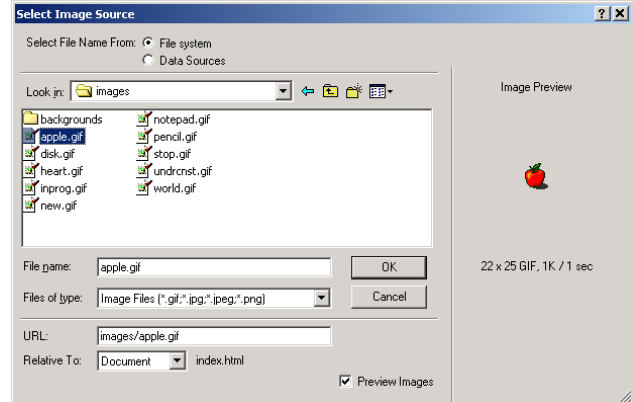 Select Image Source
Select File Name From: File system
Data Sources
Look in: images
Image Preview
backgrounds notepad.gif
apple.gif pencil.gif
disk.gif stop.gif
heart.gif undrcnst.gif
inprog.gif world.gif
new.gif
File name: apple.gif OK
22 x 25 GIF, 1K / 1 sec
Files of type: Image Files (*.gif;*.jpg;*.jpeg;*.png) Cancel
URL: images/apple.gif
Relative To: Document index.html
Preview Images